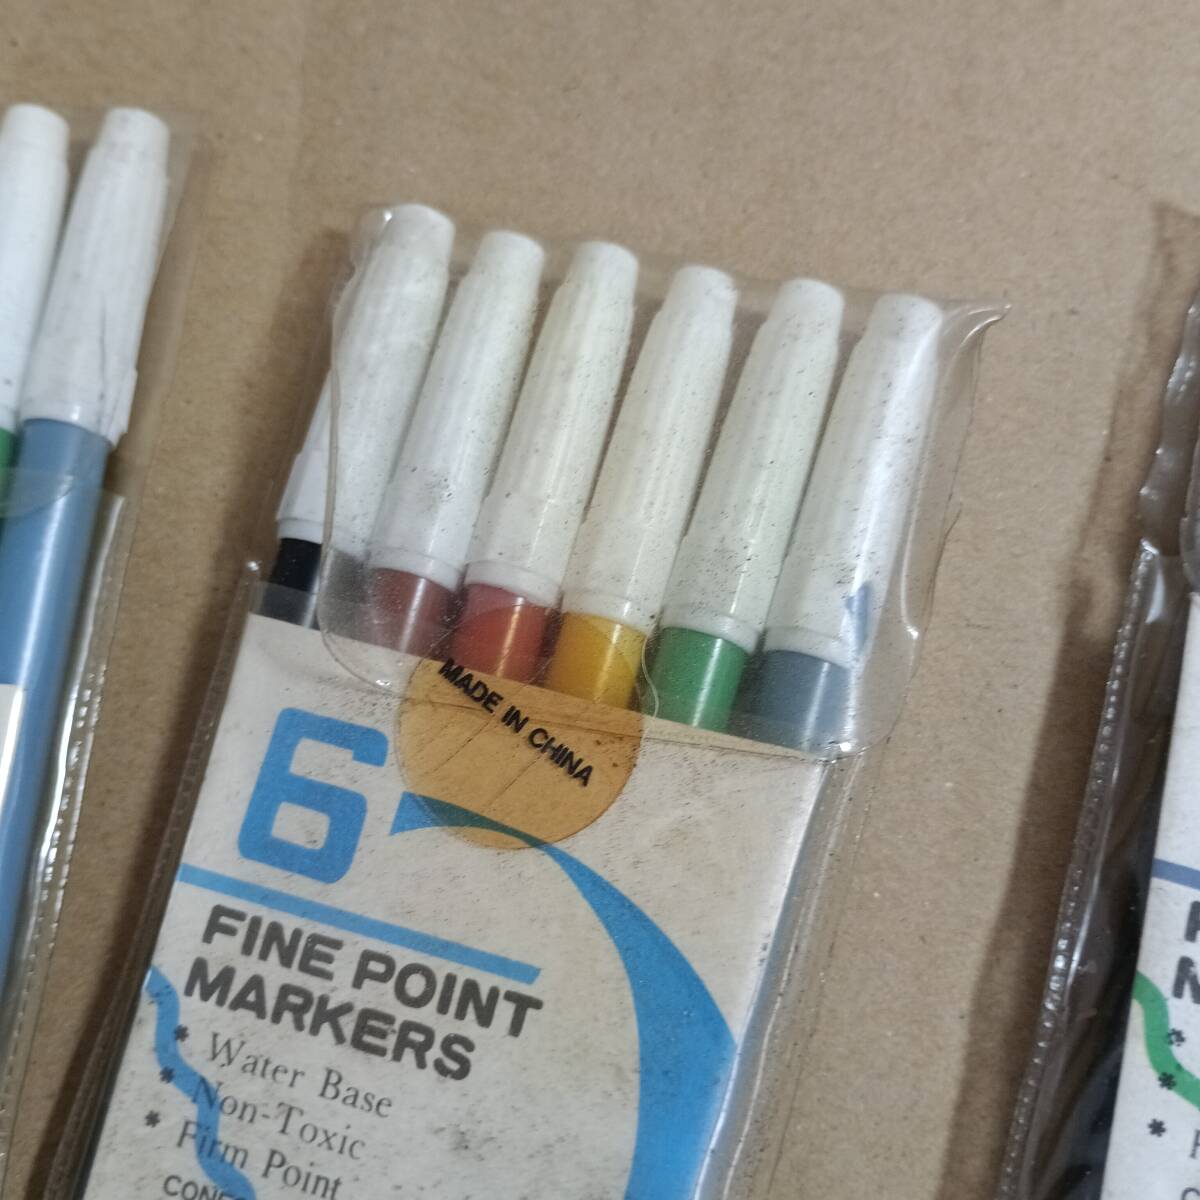 MADE IN CHINA
6
FINE POINT
MARKERS
* Water Base
* Non-Toxic
* Firm Point